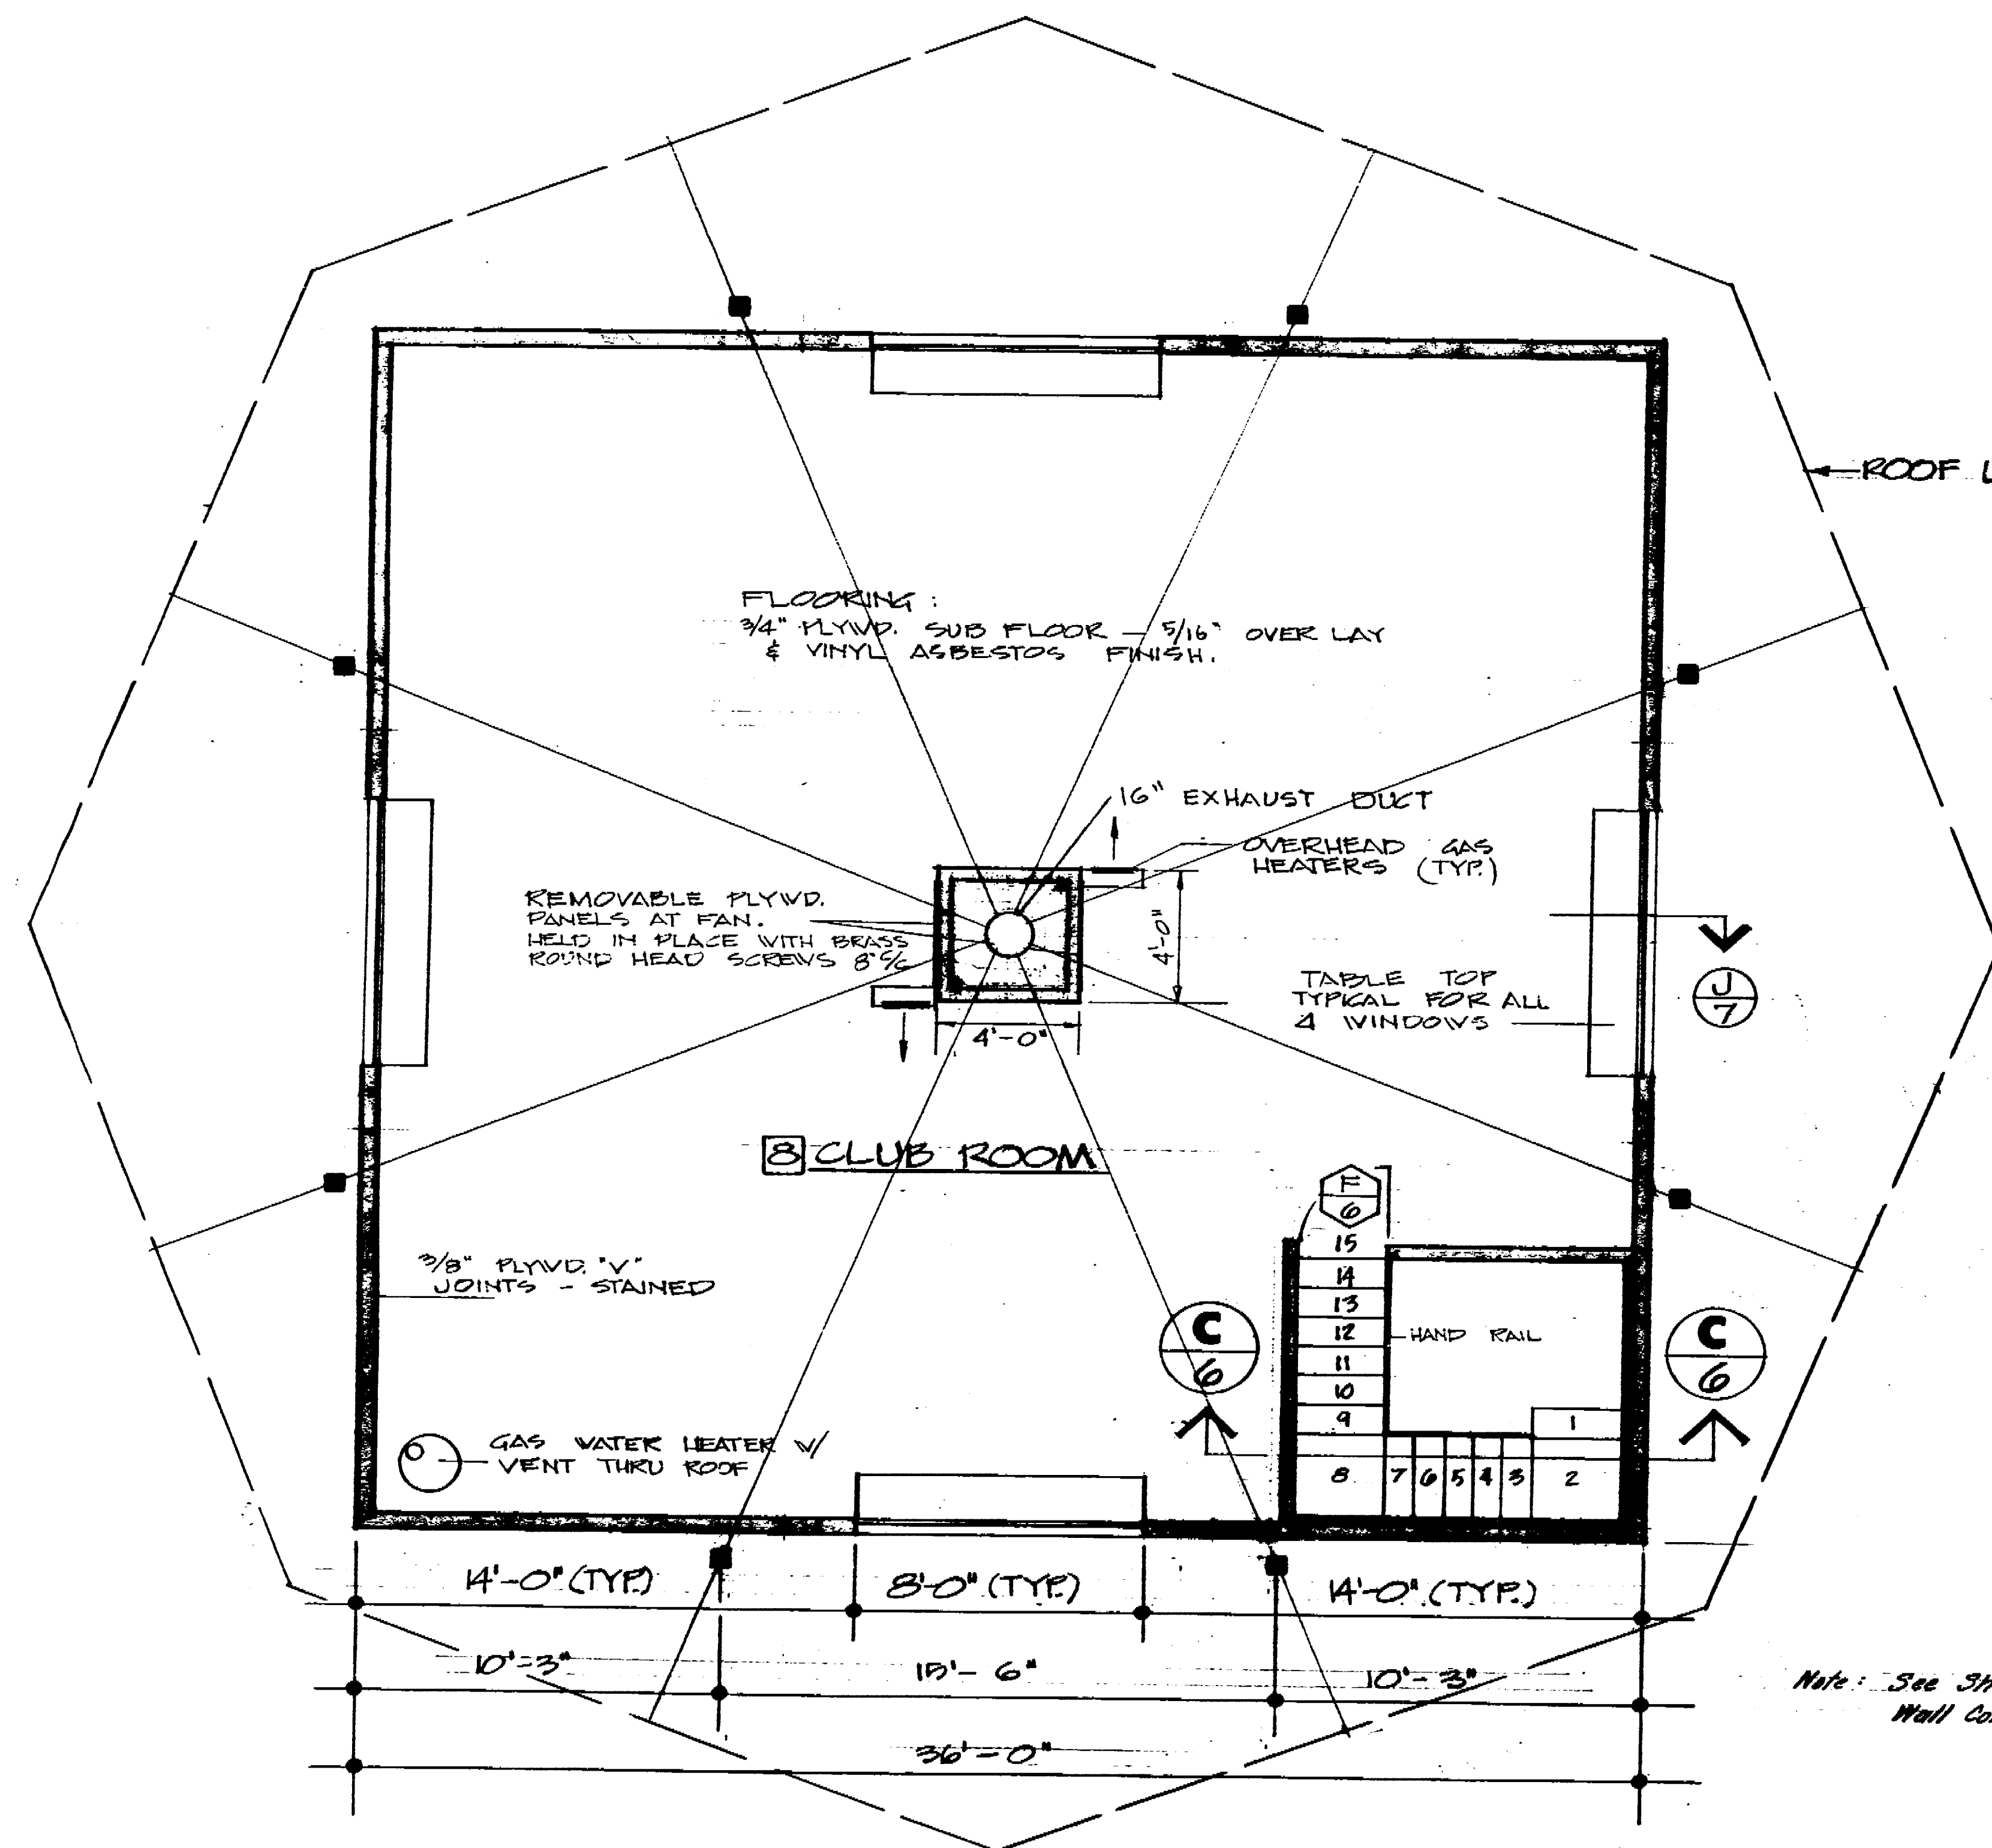 ROOF
FLOORING :
3/4" PLYWD. SUB FLOOR — 5/16" OVER LAY
& VINYL ASBESTOS FINISH.
16" EXHAUST DUCT
OVERHEAD GAS
HEATERS (TYP.)
REMOVABLE PLYWD.
PANELS AT FAN.
HELD IN PLACE WITH BRASS
ROUND HEAD SCREWS 8" c/c
4'-0"
4'-0"
TABLE TOP
TYPICAL FOR ALL
4 WINDOWS
J
7
8 CLUB ROOM
F
6
3/8" PLYWD. "V"
JOINTS - STAINED
15
14
13
12
11
10
9
8 7 6 5 4 3 2
1
HAND RAIL
C
6
C
6
GAS WATER HEATER W/
VENT THRU ROOF
14'-0" (TYP.) 8'-0" (TYP.) 14'-0" (TYP.)
10'-3" 15'-6" 10'-3"
36'-0"
Note: See
Wall